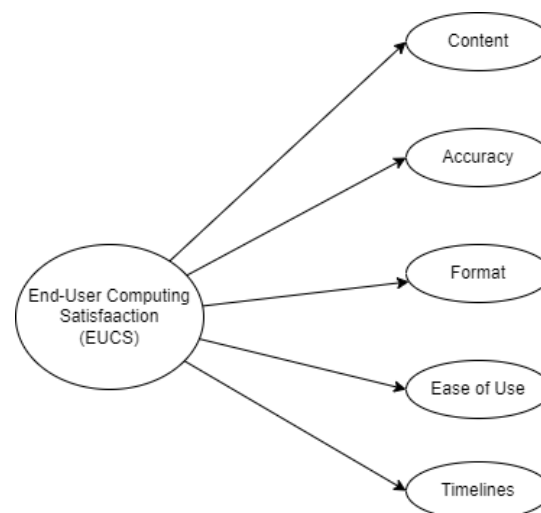 Content
Accuracy
Format
End-User Computing
Satisfaaction
(EUCS)
Ease of Use
Timelines